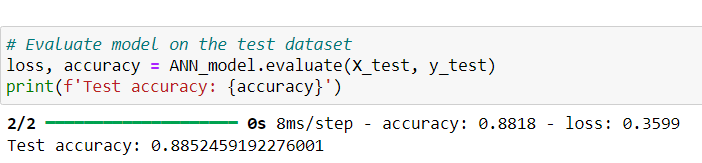 # Evaluate model on the test dataset
loss, accuracy = ANN_model.evaluate(X_test, y_test)
print(f'Test accuracy: {accuracy}')
2/2 ━━━━━━━━━━━━━━━━━━━━ 0s 8ms/step - accuracy: 0.8818 - loss: 0.3599
Test accuracy: 0.8852459192276001